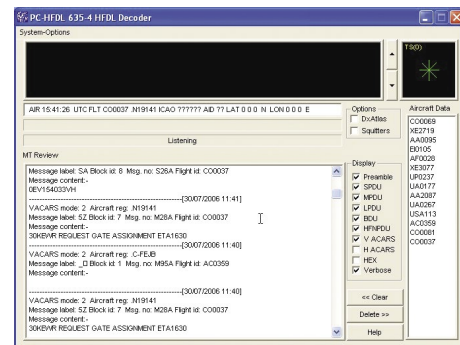 PC-HFDL 635-4 HFDL Decoder
System-Options
TS(0)
AIR 15:41:26 UTC FLT CO0037 .N19141 ICAO ?????? AID ?? LAT 0 0 0 N LON 0 0 0 E
Listening
Options
DxAtlas
Squitters
Aircraft Data
CO0069
XE2719
AA0095
EI0105
AF0028
XE3077
UP0237
UA0177
AA2087
UA0267
USA113
AC0359
CO0081
CO0037
MT Review
Message label: SA Block id: 8 Msg. no: S26A Flight id: CO0037
Message content:-
0EV154033VH
----------------------------------------------------------[30/07/2006 11:41]
VACARS mode: 2 Aircraft reg: .N19141
Message label: 5Z Block id: 7 Msg. no: M28A Flight id: CO0037
Message content:-
30KEWR REQUEST GATE ASSIGNMENT ETA1630
----------------------------------------------------------[30/07/2006 11:40]
VACARS mode: 2 Aircraft reg: .C-FEJB
Message label: _□ Block id: 1 Msg. no: M95A Flight id: AC0359
Message content:-
----------------------------------------------------------[30/07/2006 11:40]
VACARS mode: 2 Aircraft reg: .N19141
Message label: 5Z Block id: 7 Msg. no: M28A Flight id: CO0037
Message content:-
30KEWR REQUEST GATE ASSIGNMENT ETA1630
Display
Preamble
SPDU
MPDU
LPDU
BDU
HFNPDU
V ACARS
H ACARS
HEX
Verbose
<< Clear
Delete >>
Help